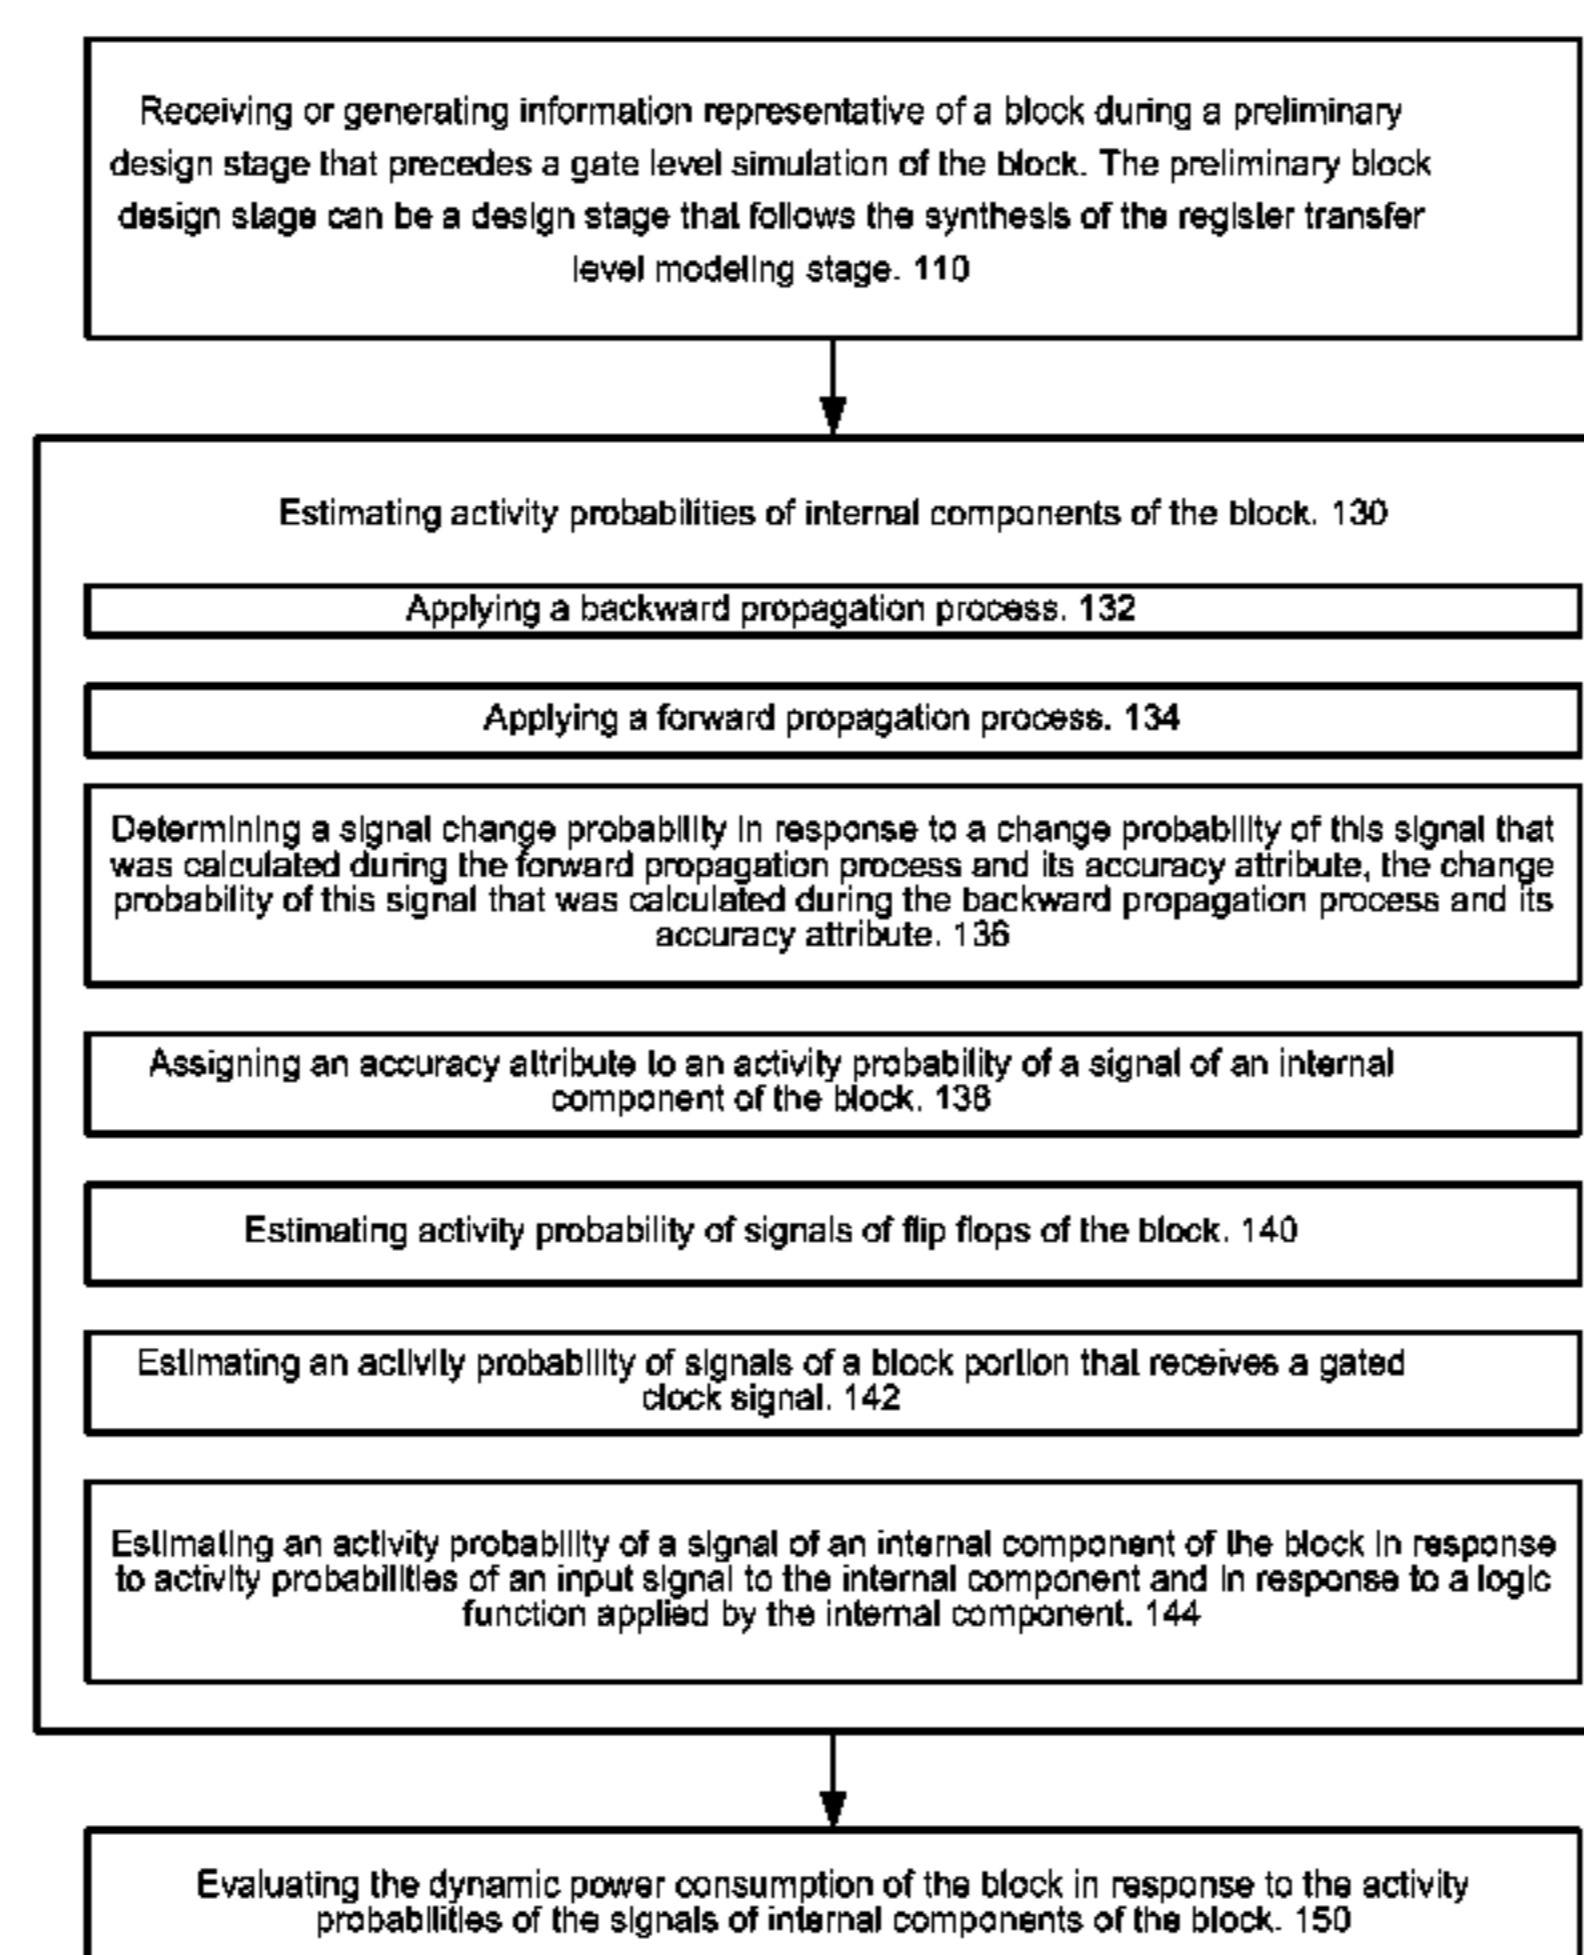 Receiving or generating information representative of a block during a preliminary
design stage that precedes a gate level simulation of the block. The preliminary block
design stage can be a design stage that follows the synthesis of the register transfer
level modeling stage. 110
Estimating activity probabilities of internal components of the block. 130
Applying a backward propagation process. 132
Applying a forward propagation process. 134
Determining a signal change probability in response to a change probability of this signal that
was calculated during the forward propagation process and its accuracy attribute, the change
probability of this signal that was calculated during the backward propagation process and its
accuracy attribute. 136
Assigning an accuracy attribute to an activity probability of a signal of an internal
component of the block. 138
Estimating activity probability of signals of flip flops of the block. 140
Estimating an activity probability of signals of a block portion that receives a gated
clock signal. 142
Estimating an activity probability of a signal of an internal component of the block in response
to activity probabilities of an input signal to the internal component and in response to a logic
function applied by the internal component. 144
Evaluating the dynamic power consumption of the block in response to the activity
probabilities of the signals of internal components of the block. 150